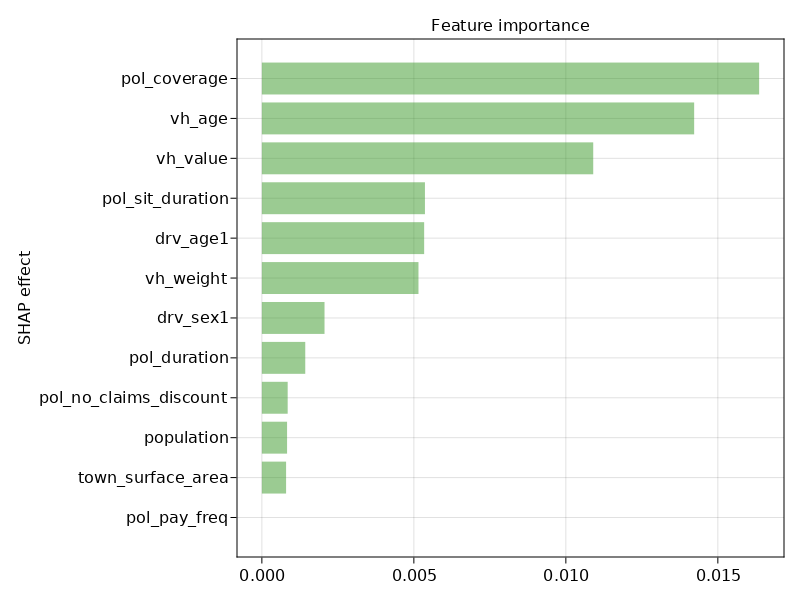 Feature importance
SHAP effect
pol_coverage
vh_age
vh_value
pol_sit_duration
drv_age1
vh_weight
drv_sex1
pol_duration
pol_no_claims_discount
population
town_surface_area
pol_pay_freq
0.000 0.005 0.010 0.015